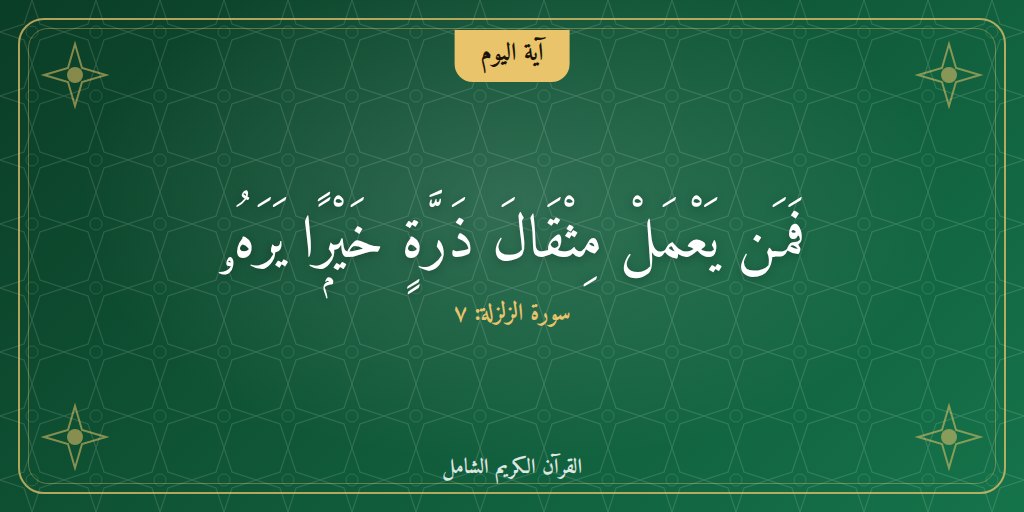 آية اليوم
فَمَن يَعْمَلْ مِثْقَالَ ذَرَّةٍ خَيْرًۭا يَرَهُۥ
سورة الزلزلة: ٧
القرآن الكريم الشامل